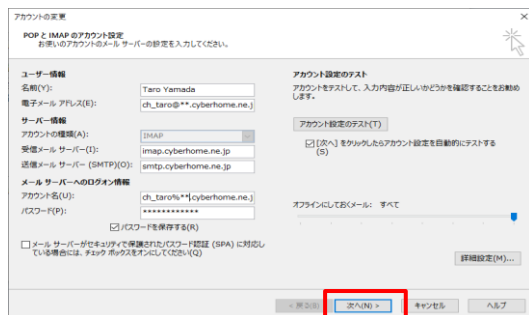 アカウントの変更
POP と IMAP のアカウント設定
お使いのアカウントのメール サーバーの設定を入力してください。
ユーザー情報
名前(Y):
Taro Yamada
電子メール アドレス(E):
ch_taro@**.cyberhome.ne.j
サーバー情報
アカウントの種類(A):
IMAP
受信メール サーバー(I):
imap.cyberhome.ne.jp
送信メール サーバー (SMTP)(O):
smtp.cyberhome.ne.jp
メール サーバーへのログオン情報
アカウント名(U):
ch_taro%**.cyberhome.ne.j
パスワード(P):
************
パスワードを保存する(R)
メール サーバーがセキュリティで保護されたパスワード認証 (SPA) に対応し
ている場合には、チェック ボックスをオンにしてください(Q)
アカウント設定のテスト
アカウントをテストして、入力内容が正しいかどうかを確認することをお勧め
します。
アカウント設定のテスト(T)
[次へ] をクリックしたらアカウント設定を自動的にテストする
(S)
オフラインにしておくメール: すべて
詳細設定(M)...
< 戻る(B)
次へ(N) >
キャンセル
ヘルプ